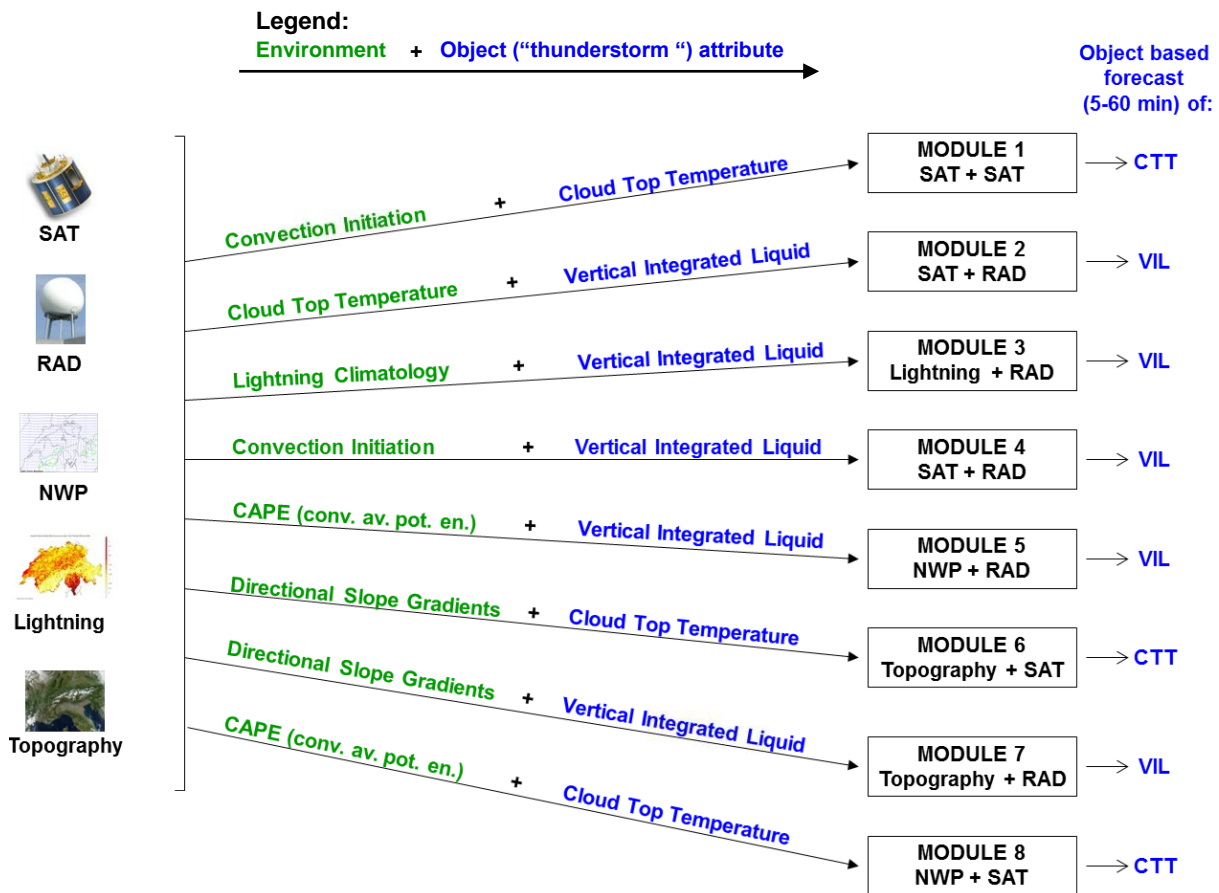 Legend:
Environment + Object (“thunderstorm “) attribute
Object based
forecast
(5-60 min) of:
SAT
RAD
NWP
Lightning
Topography
Convection Initiation + Cloud Top Temperature
MODULE 1
SAT + SAT
CTT
Cloud Top Temperature + Vertical Integrated Liquid
MODULE 2
SAT + RAD
VIL
Lightning Climatology + Vertical Integrated Liquid
MODULE 3
Lightning + RAD
VIL
Convection Initiation + Vertical Integrated Liquid
MODULE 4
SAT + RAD
VIL
CAPE (conv. av. pot. en.) + Vertical Integrated Liquid
MODULE 5
NWP + RAD
VIL
Directional Slope Gradients + Cloud Top Temperature
MODULE 6
Topography + SAT
CTT
Directional Slope Gradients + Vertical Integrated Liquid
MODULE 7
Topography + RAD
VIL
CAPE (conv. av. pot. en.) + Cloud Top Temperature
MODULE 8
NWP + SAT
CTT